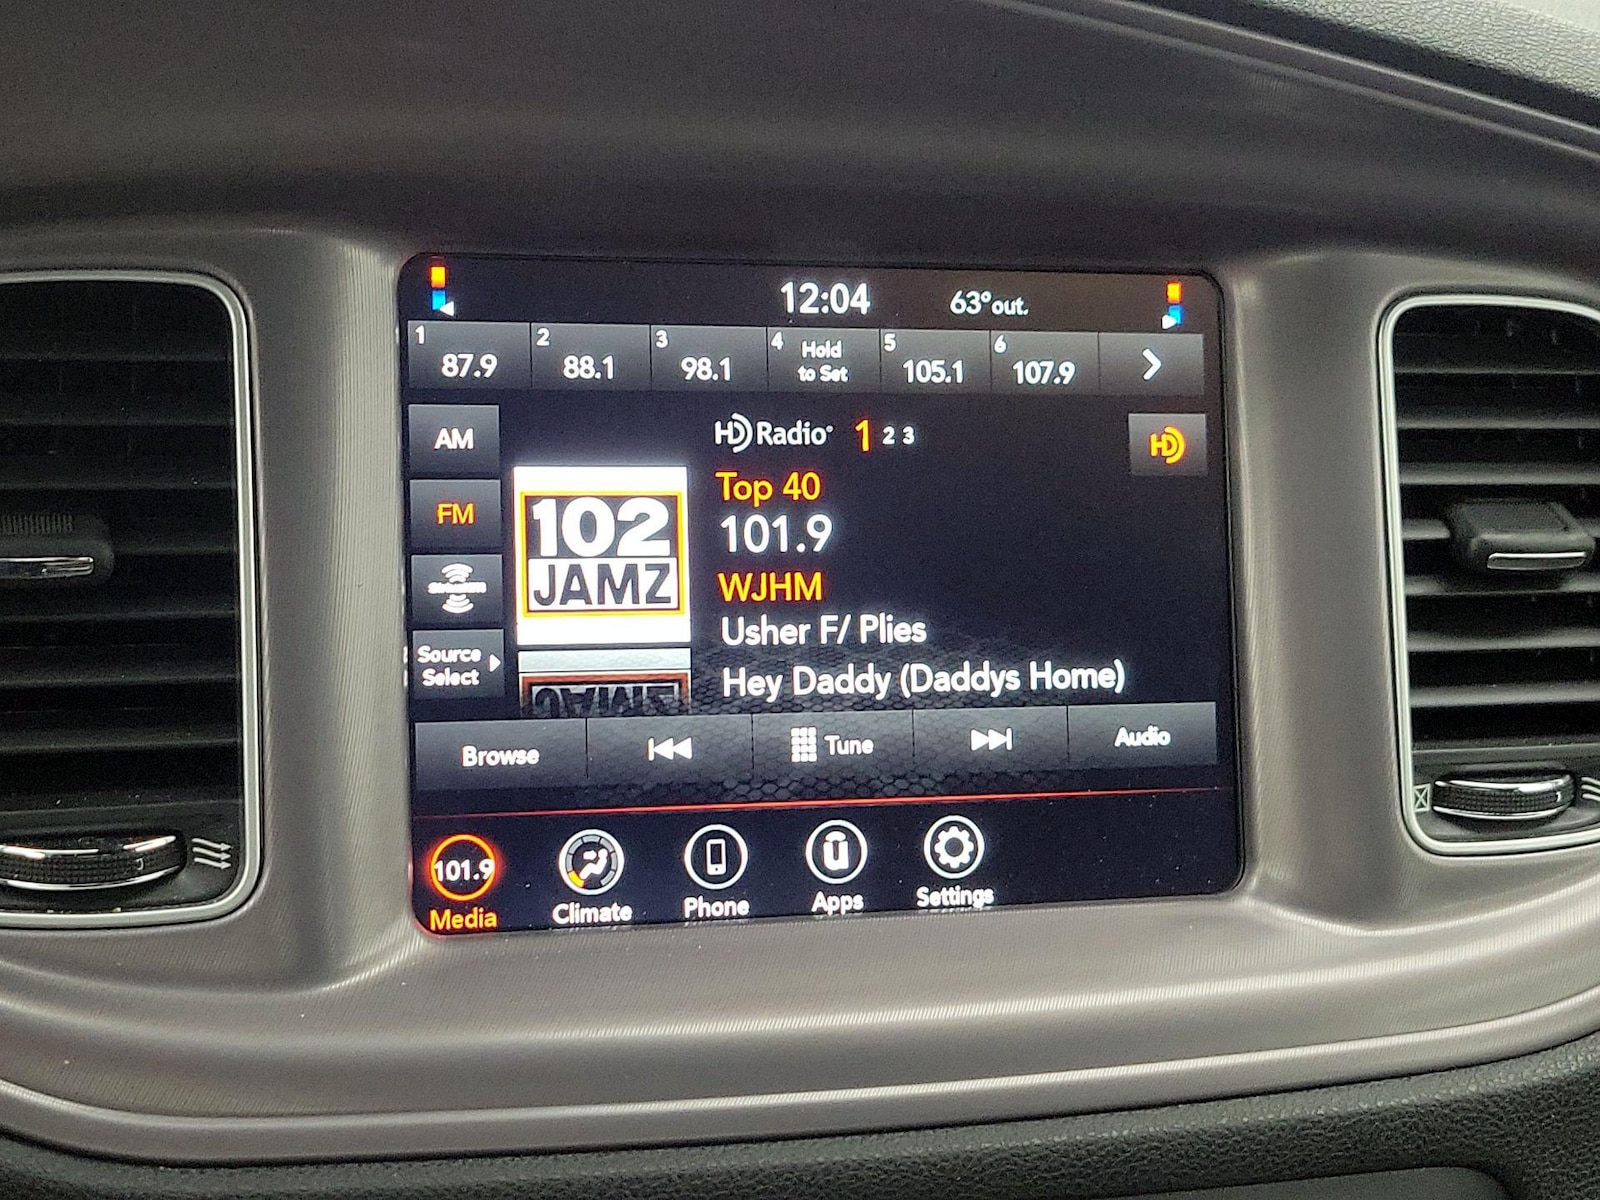 12:04 63° out.
1 87.9
2 88.1
3 98.1
4 Hold to Set
5 105.1
6 107.9
AM
HD Radio® 1 2 3
HD
Top 40
FM
102 JAMZ
101.9
WJHM
Usher F/ Plies
Source Select
Hey Daddy (Daddys Home)
Browse Tune Audio
101.9
Media Climate Phone Apps Settings